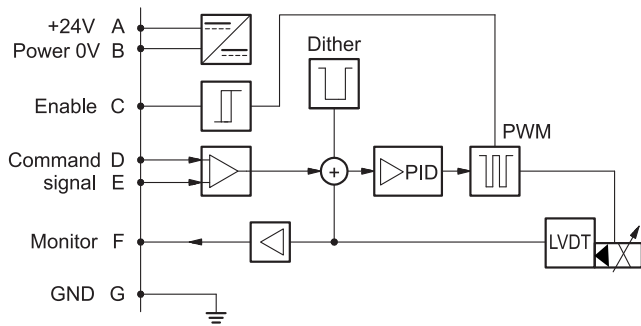 +24V A
Power 0V B
Dither
Enable C
PWM
Command D
signal E
+
PID
Monitor F
LVDT
GND G